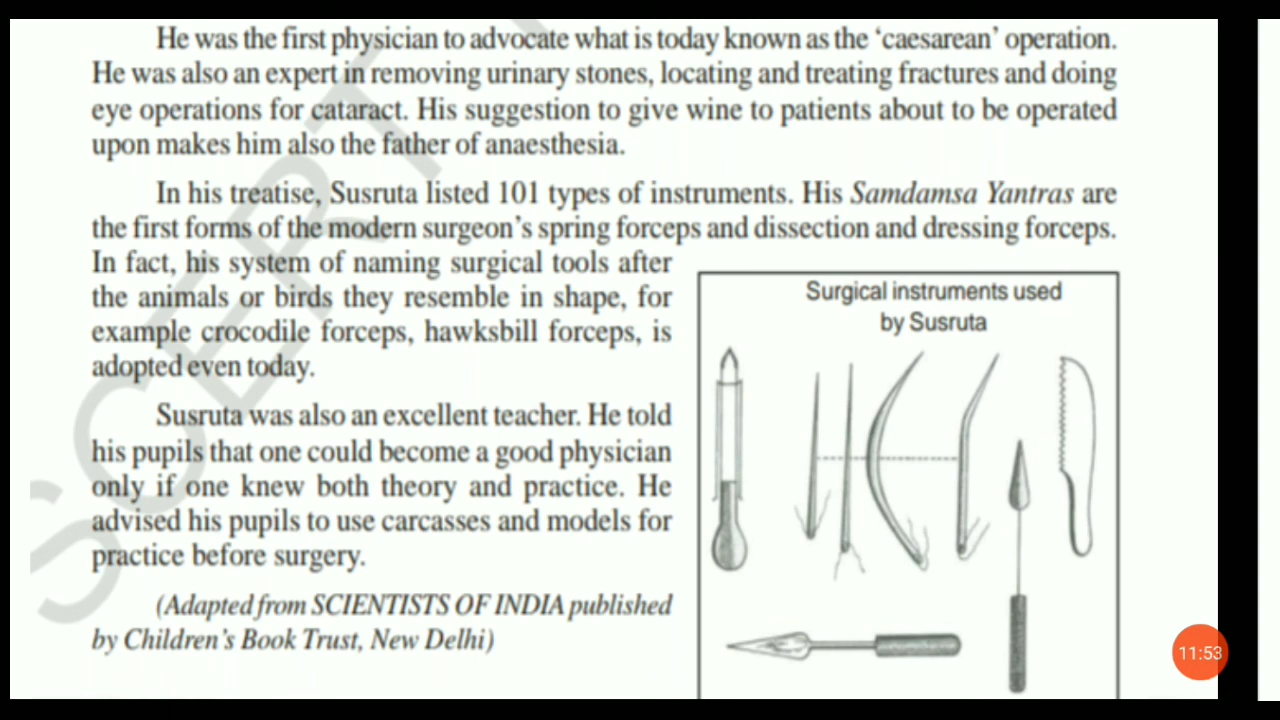 He was the first physician to advocate what is today known as the ‘caesarean’ operation.
He was also an expert in removing urinary stones, locating and treating fractures and doing
eye operations for cataract. His suggestion to give wine to patients about to be operated
upon makes him also the father of anaesthesia.
In his treatise, Susruta listed 101 types of instruments. His Samdamsa Yantras are
the first forms of the modern surgeon’s spring forceps and dissection and dressing forceps.
In fact, his system of naming surgical tools after
the animals or birds they resemble in shape, for
example crocodile forceps, hawksbill forceps, is
adopted even today.
Susruta was also an excellent teacher. He told
his pupils that one could become a good physician
only if one knew both theory and practice. He
advised his pupils to use carcasses and models for
practice before surgery.
(Adapted from SCIENTISTS OF INDIA published
by Children’s Book Trust, New Delhi)
Surgical instruments used
by Susruta
SCERT
11:53